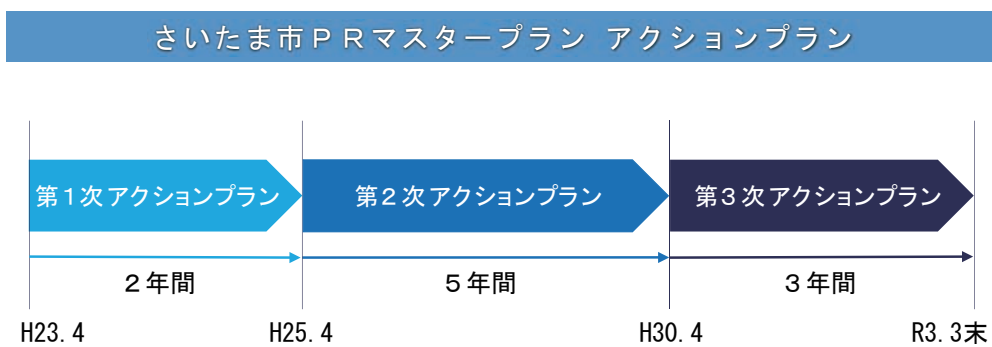 さいたま市ＰＲマスタープラン アクションプラン
第１次アクションプラン
第２次アクションプラン
第３次アクションプラン
２年間
５年間
３年間
H23.4
H25.4
H30.4
R3.3末